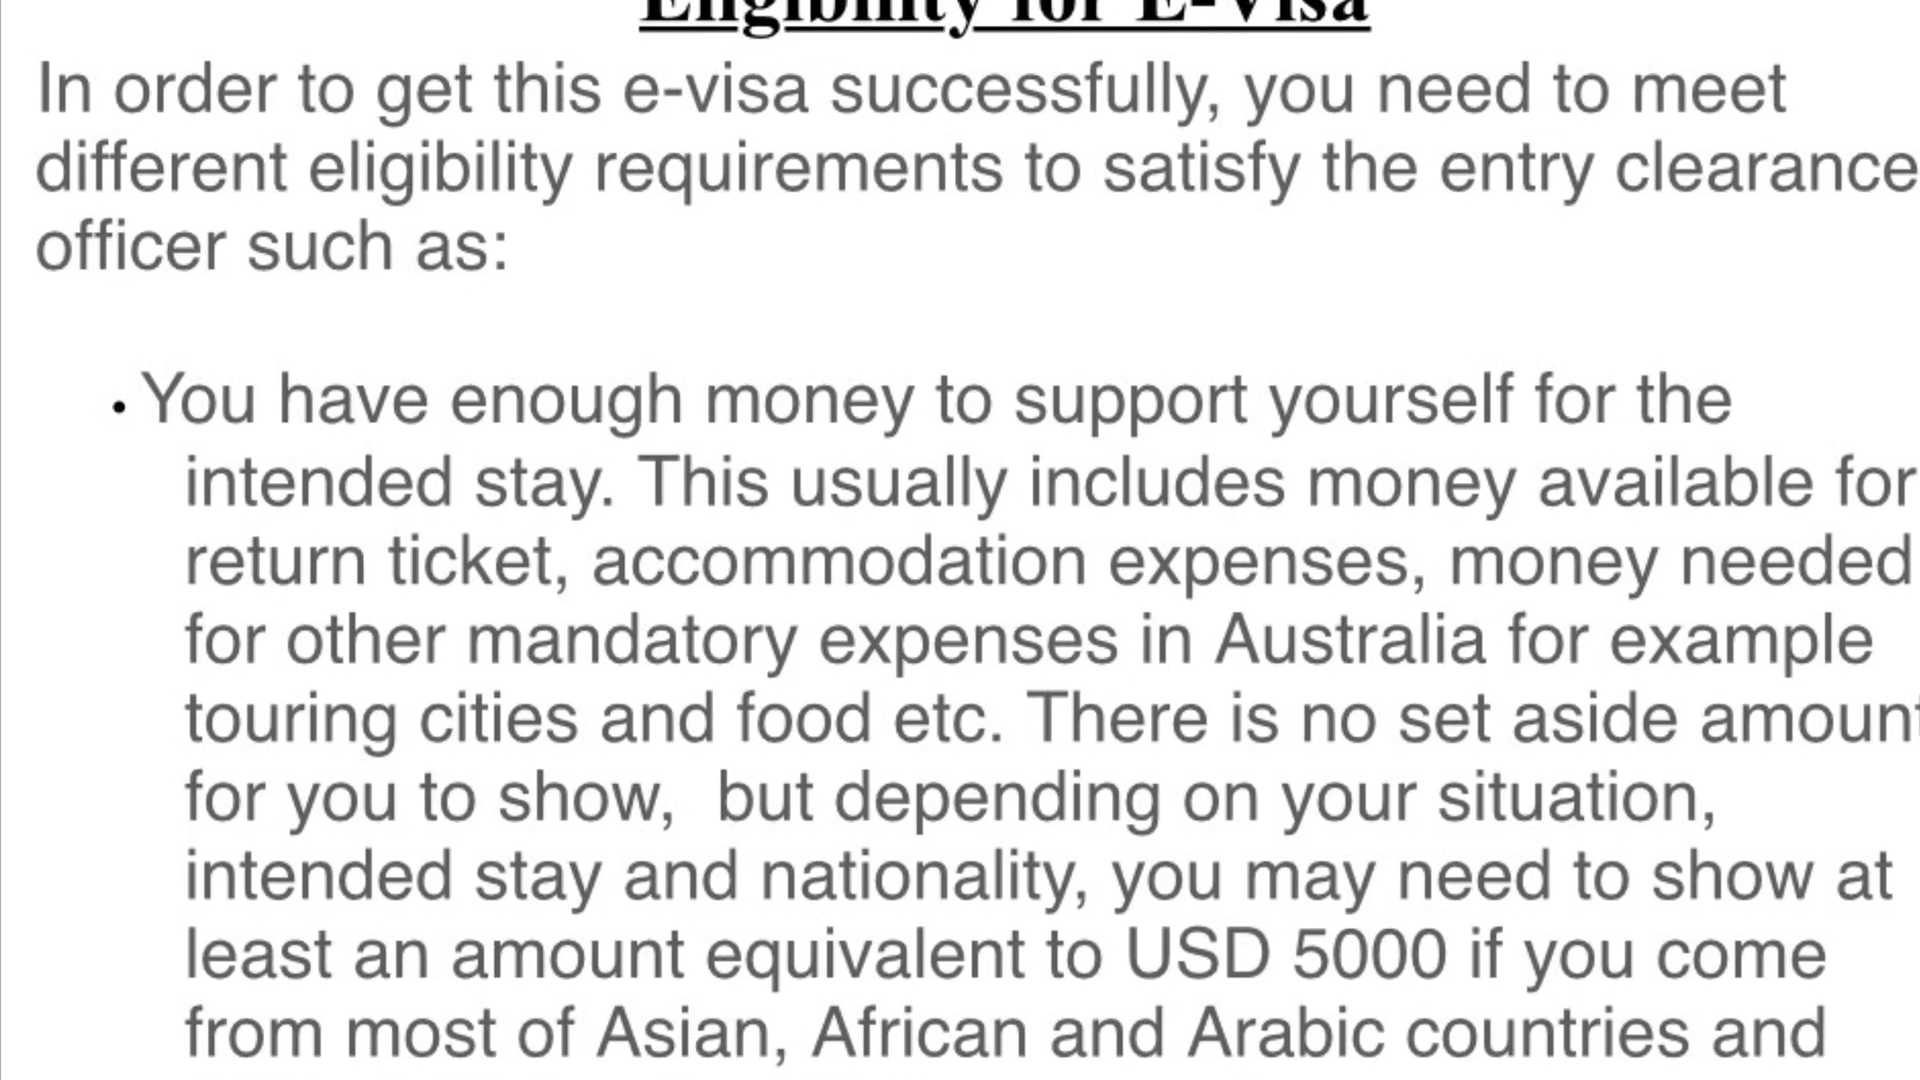 Eligibility for E-Visa
In order to get this e-visa successfully, you need to meet
different eligibility requirements to satisfy the entry clearance
officer such as:
• You have enough money to support yourself for the
intended stay. This usually includes money available for
return ticket, accommodation expenses, money needed
for other mandatory expenses in Australia for example
touring cities and food etc. There is no set aside amount
for you to show,  but depending on your situation,
intended stay and nationality, you may need to show at
least an amount equivalent to USD 5000 if you come
from most of Asian, African and Arabic countries and